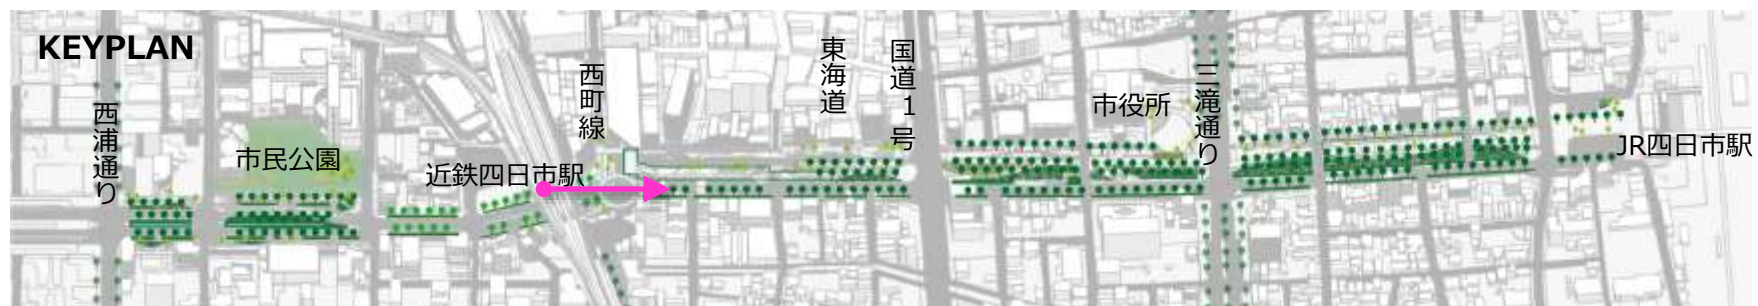 KEYPLAN
西浦通り
市民公園
近鉄四日市駅
西町線
東海道
国道1号
市役所
三滝通り
JR四日市駅